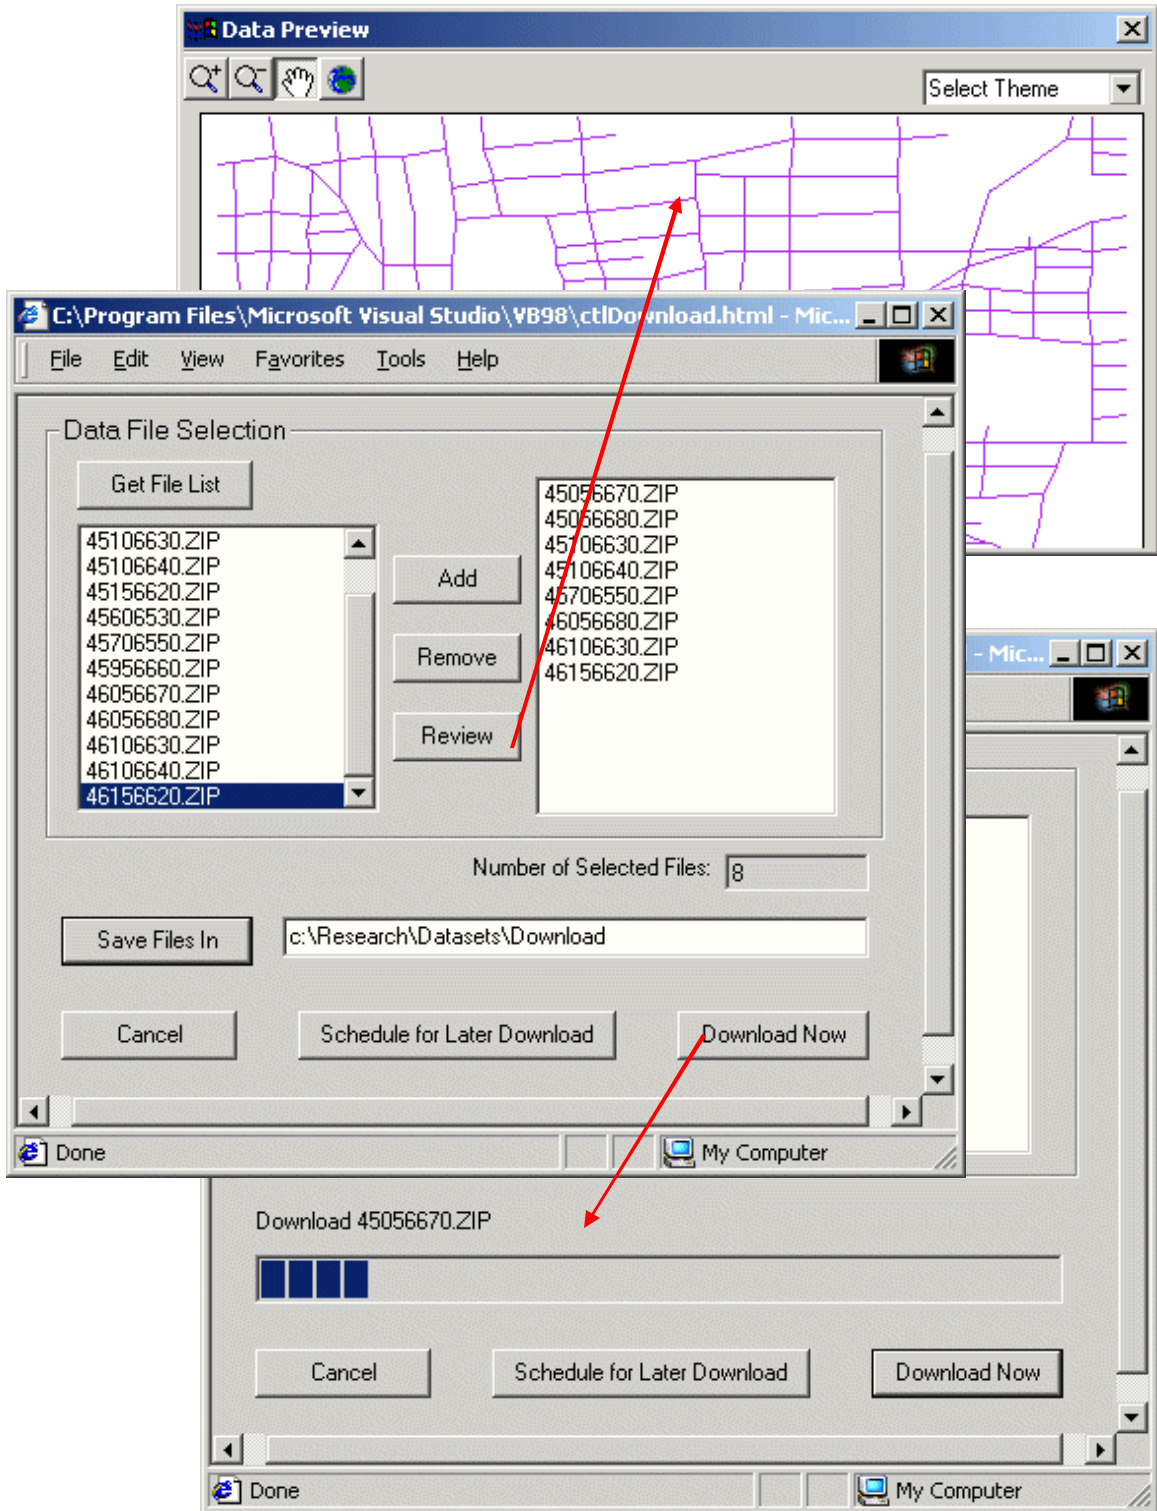 Data Preview
Select Theme
C:\Program Files\Microsoft Visual Studio\VB98\ctlDownload.html - Mic...
File Edit View Favorites Tools Help
Data File Selection
Get File List
45106630.ZIP
45106640.ZIP
45156620.ZIP
45606530.ZIP
45706550.ZIP
45956660.ZIP
46056670.ZIP
46056680.ZIP
46106630.ZIP
46106640.ZIP
46156620.ZIP
Add
Remove
Review
45056670.ZIP
45056680.ZIP
45106630.ZIP
45106640.ZIP
45706550.ZIP
46056680.ZIP
46106630.ZIP
46156620.ZIP
Number of Selected Files: 8
Save Files In c:\Research\Datasets\Download
Cancel Schedule for Later Download Download Now
Done My Computer
- Mic...
Download 45056670.ZIP
Cancel Schedule for Later Download Download Now
Done My Computer